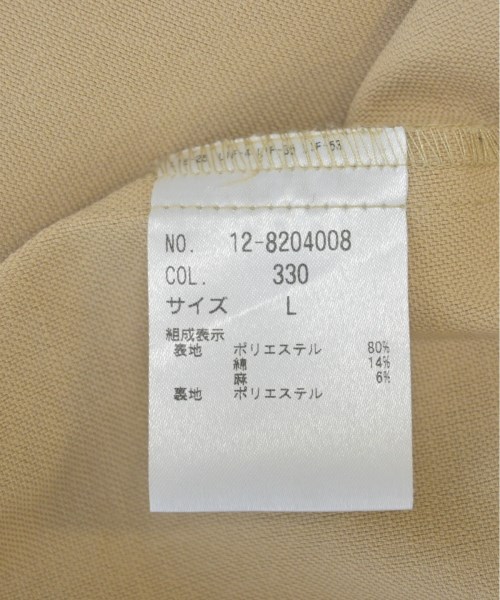 NO. 12-8204008
COL. 330
サイズ L
組成表示
表地 ポリエステル 80%
綿 14%
麻 6%
裏地 ポリエステル